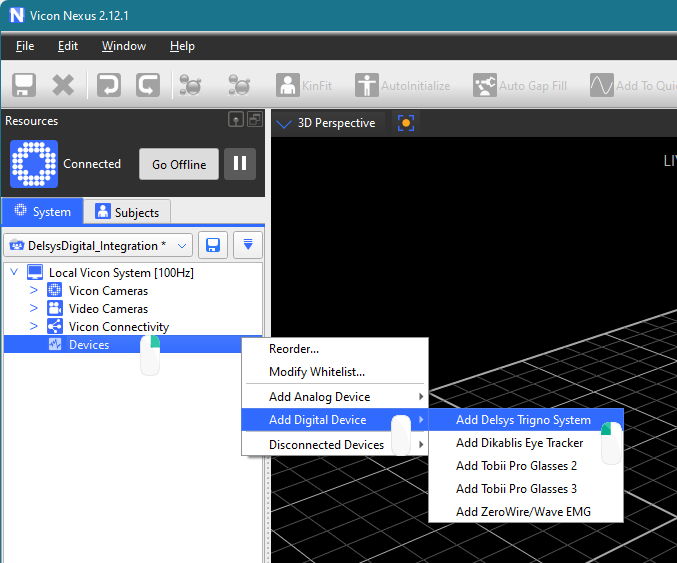 Vicon Nexus 2.12.1
File Edit Window Help
KinFit AutoInitialize Auto Gap Fill Add To Quic
Resources
3D Perspective
Connected
Go Offline
LIV
System Subjects
DelsysDigital_Integration *
Local Vicon System [100Hz]
Vicon Cameras
Video Cameras
Vicon Connectivity
Devices
Reorder...
Modify Whitelist...
Add Analog Device
Add Digital Device
Disconnected Devices
Add Delsys Trigno System
Add Dikablis Eye Tracker
Add Tobii Pro Glasses 2
Add Tobii Pro Glasses 3
Add ZeroWire/Wave EMG